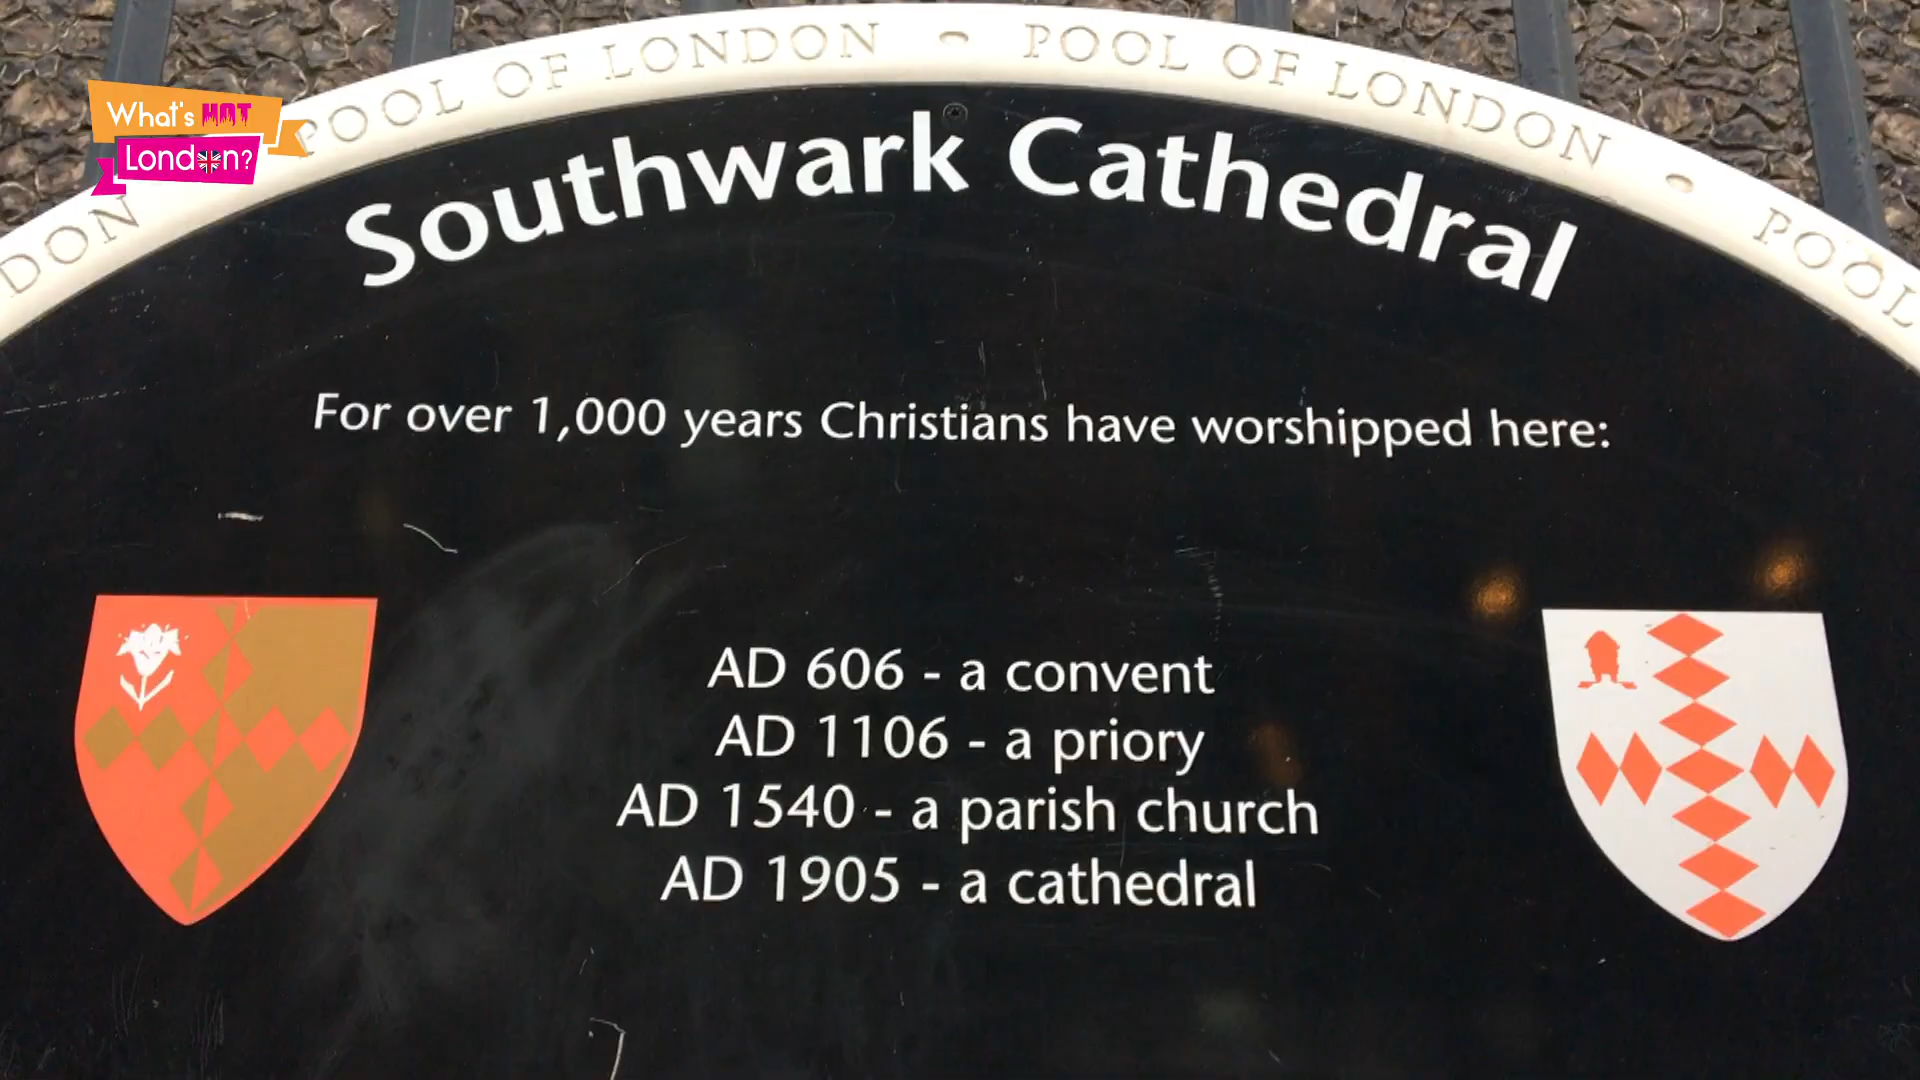 DON
POOL OF LONDON
POOL OF LONDON
POOL
What's HOT
London?
Southwark Cathedral
For over 1,000 years Christians have worshipped here:
AD 606 - a convent
AD 1106 - a priory
AD 1540 - a parish church
AD 1905 - a cathedral